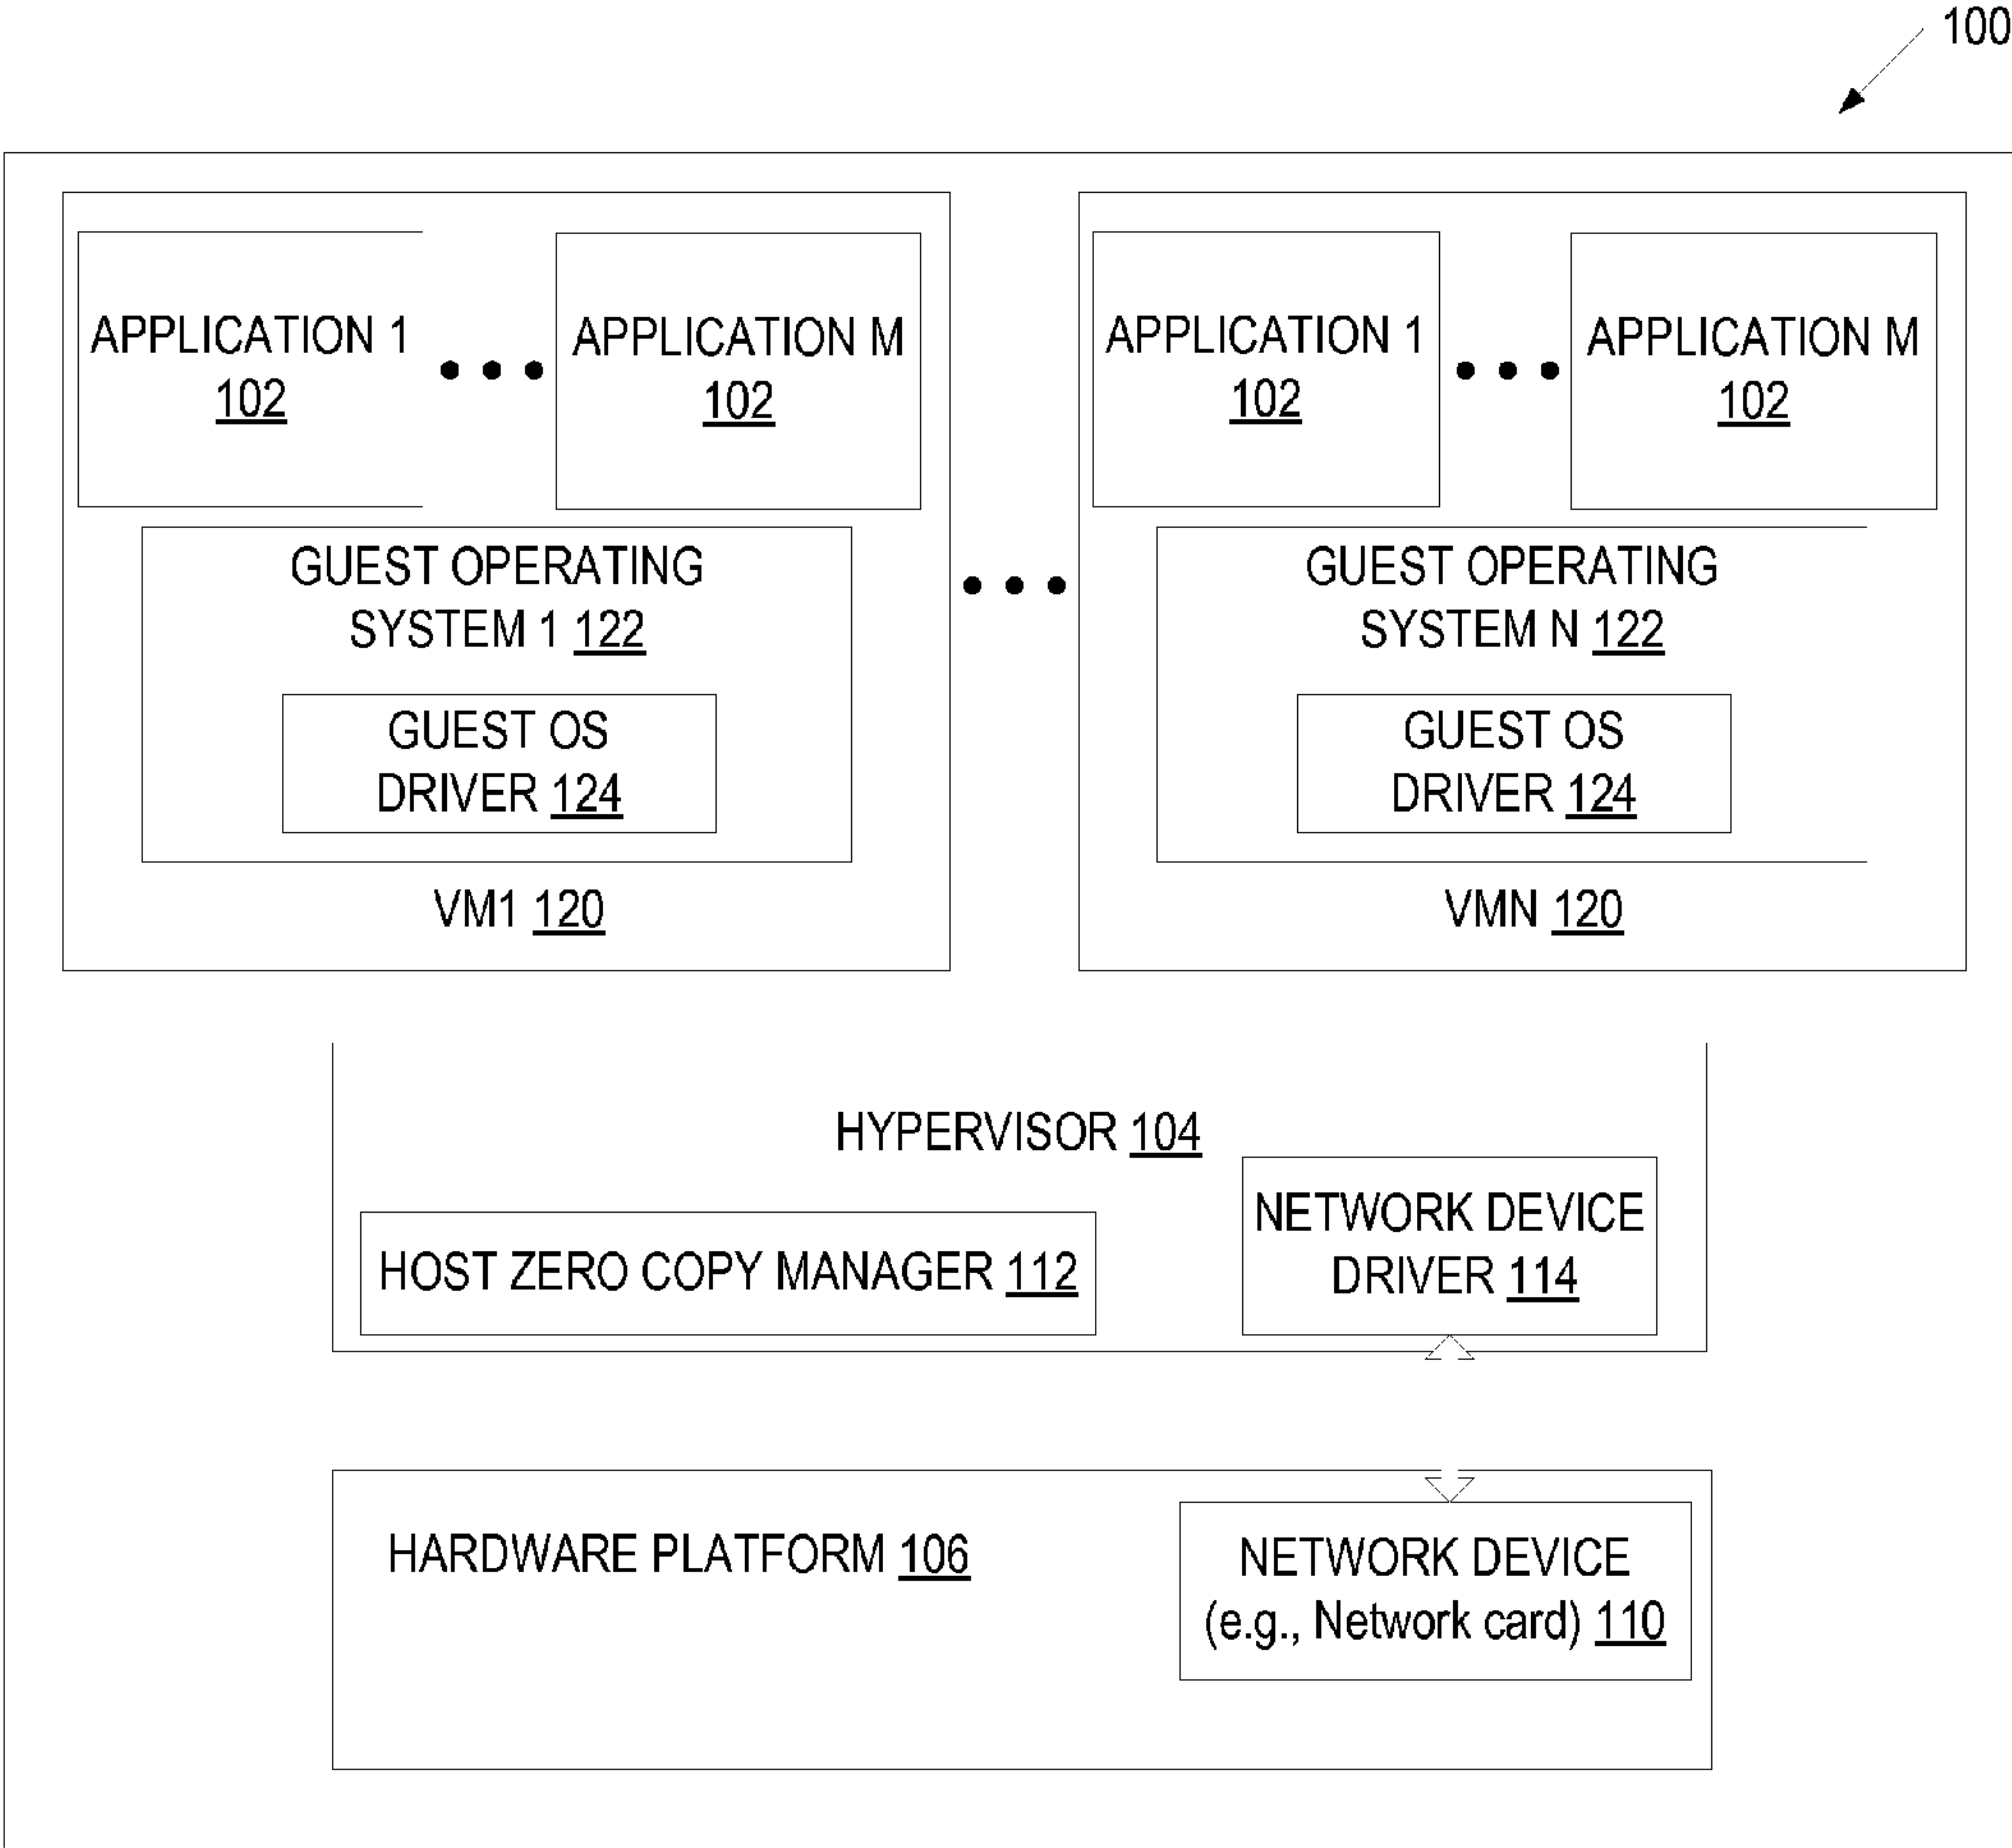 100
APPLICATION 1
102
APPLICATION M
102
APPLICATION 1
102
APPLICATION M
102
GUEST OPERATING
SYSTEM 1 122
GUEST OS
DRIVER 124
VM1 120
GUEST OPERATING
SYSTEM N 122
GUEST OS
DRIVER 124
VMN 120
HYPERVISOR 104
HOST ZERO COPY MANAGER 112
NETWORK DEVICE
DRIVER 114
HARDWARE PLATFORM 106
NETWORK DEVICE
(e.g., Network card) 110